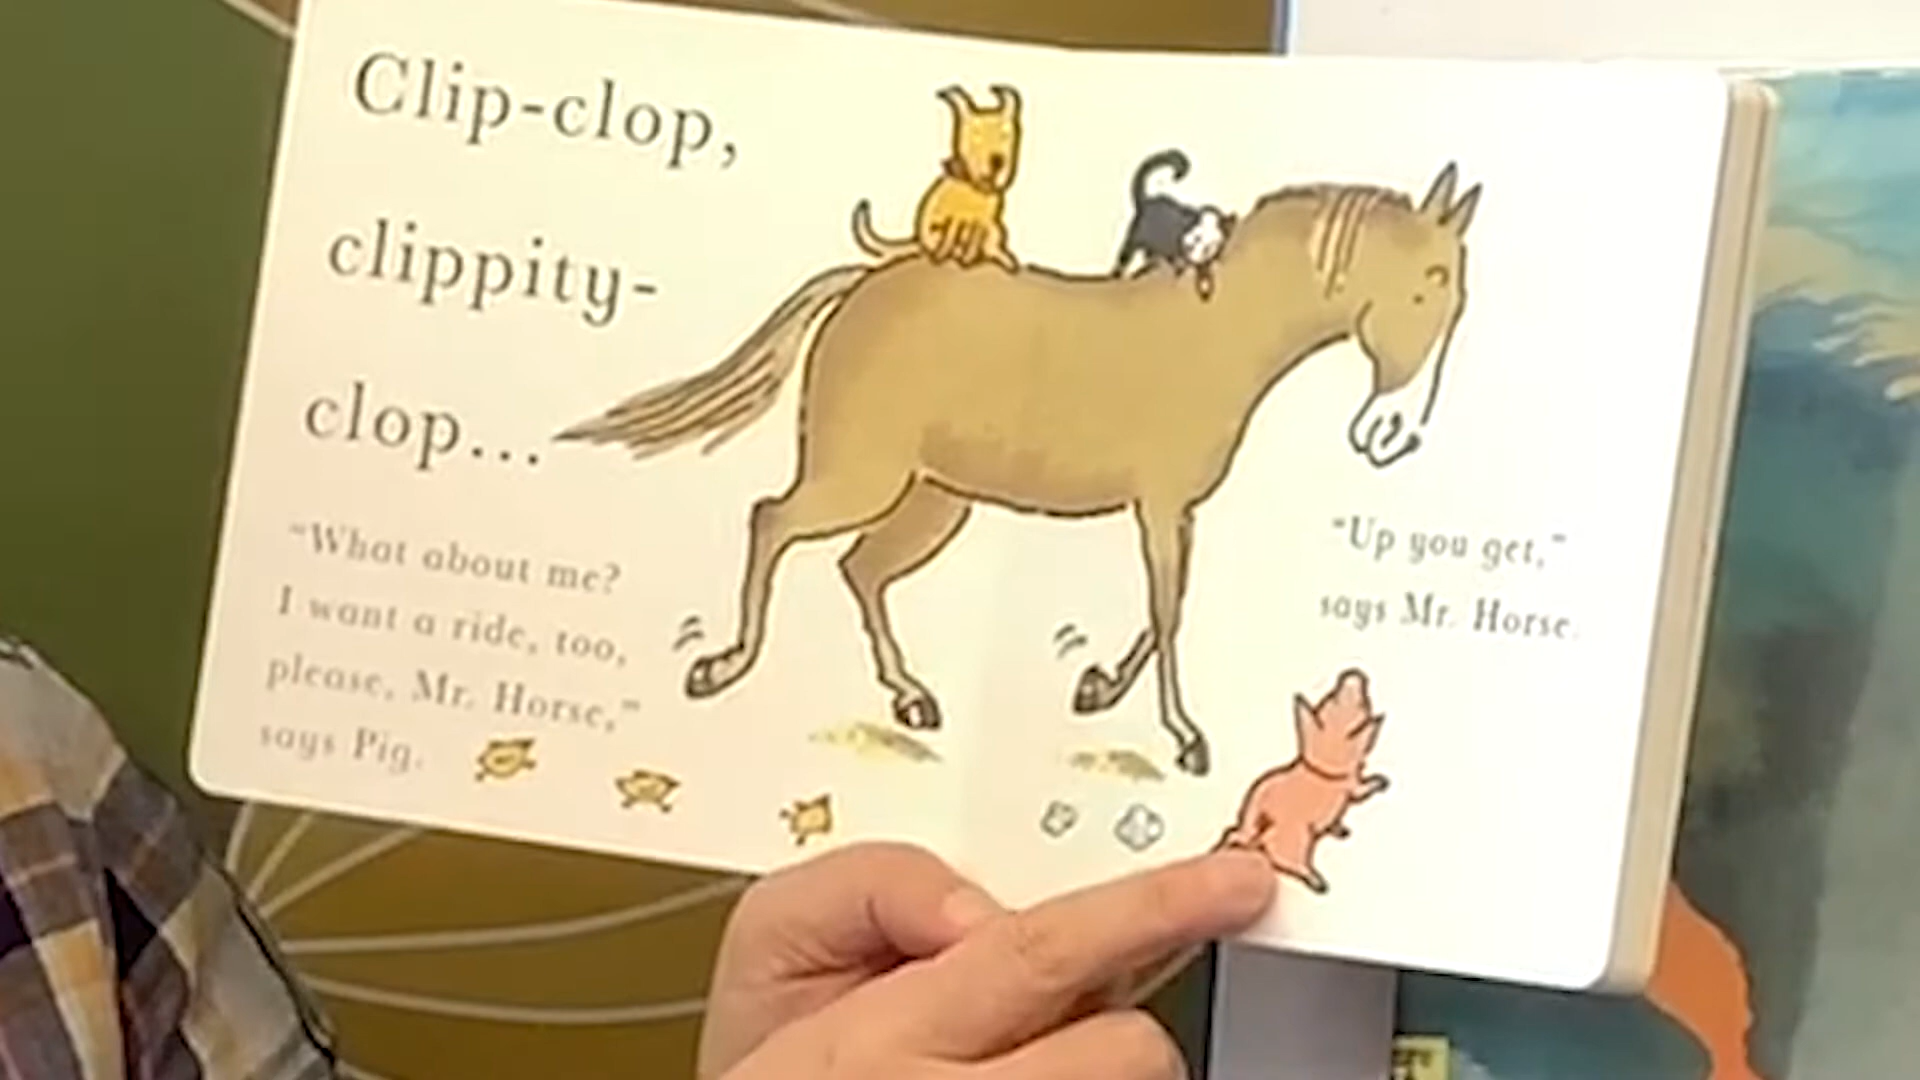 Clip-clop,
clippity-
clop...
"What about me?
I want a ride, too,
please, Mr. Horse,"
says Pig.
"Up you get,"
says Mr. Horse.